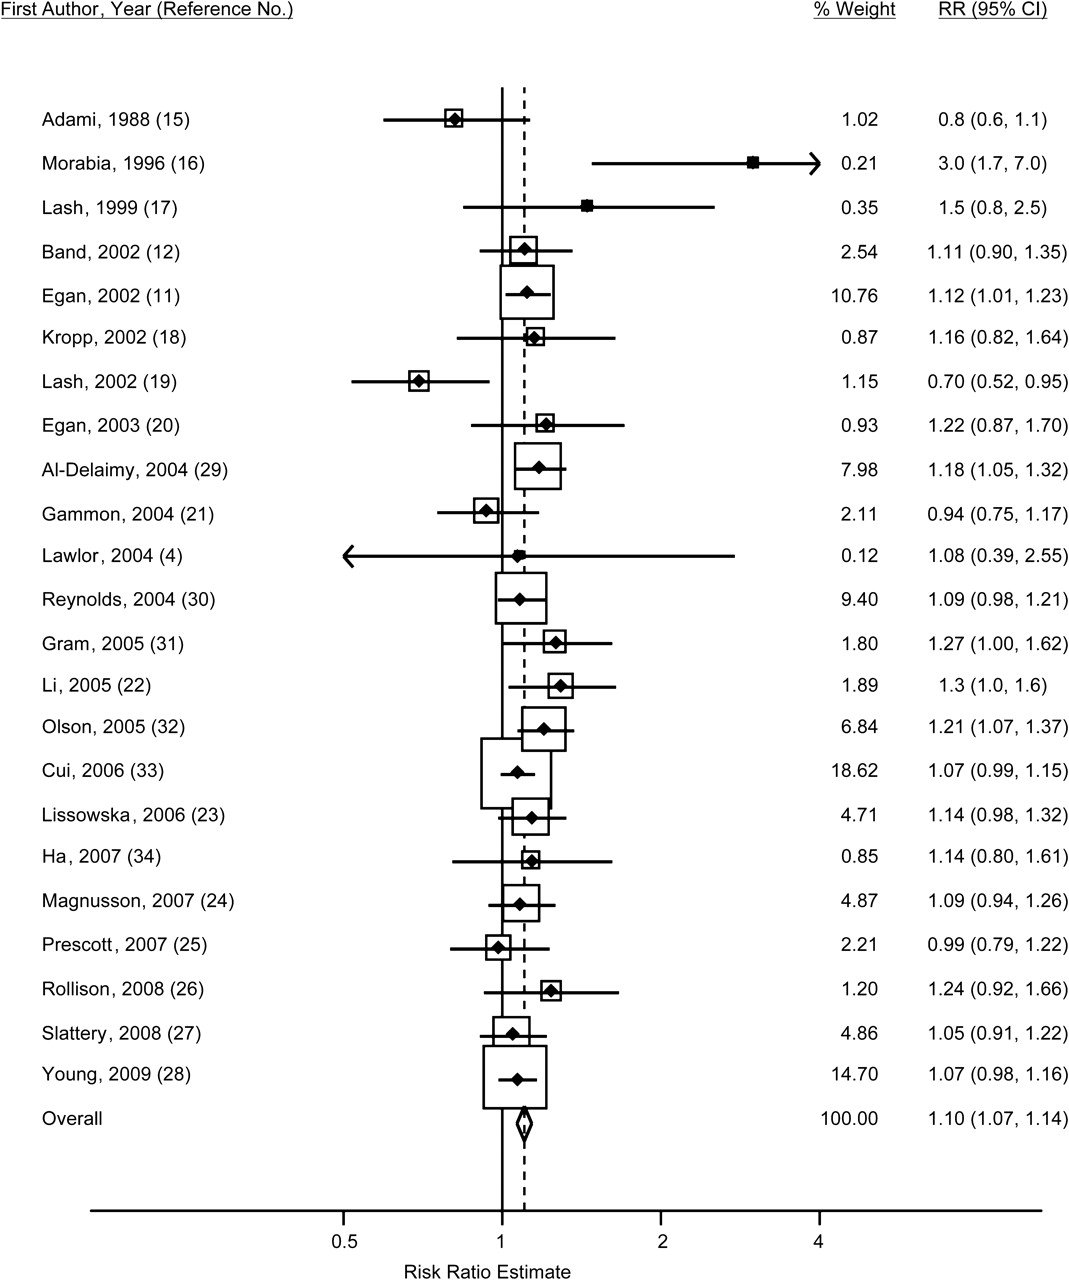 First Author, Year (Reference No.) % Weight RR (95% CI)
Adami, 1988 (15) 1.02 0.8 (0.6, 1.1)
Morabia, 1996 (16) 0.21 3.0 (1.7, 7.0)
Lash, 1999 (17) 0.35 1.5 (0.8, 2.5)
Band, 2002 (12) 2.54 1.11 (0.90, 1.35)
Egan, 2002 (11) 10.76 1.12 (1.01, 1.23)
Kropp, 2002 (18) 0.87 1.16 (0.82, 1.64)
Lash, 2002 (19) 1.15 0.70 (0.52, 0.95)
Egan, 2003 (20) 0.93 1.22 (0.87, 1.70)
Al-Delaimy, 2004 (29) 7.98 1.18 (1.05, 1.32)
Gammon, 2004 (21) 2.11 0.94 (0.75, 1.17)
Lawlor, 2004 (4) 0.12 1.08 (0.39, 2.55)
Reynolds, 2004 (30) 9.40 1.09 (0.98, 1.21)
Gram, 2005 (31) 1.80 1.27 (1.00, 1.62)
Li, 2005 (22) 1.89 1.3 (1.0, 1.6)
Olson, 2005 (32) 6.84 1.21 (1.07, 1.37)
Cui, 2006 (33) 18.62 1.07 (0.99, 1.15)
Lissowska, 2006 (23) 4.71 1.14 (0.98, 1.32)
Ha, 2007 (34) 0.85 1.14 (0.80, 1.61)
Magnusson, 2007 (24) 4.87 1.09 (0.94, 1.26)
Prescott, 2007 (25) 2.21 0.99 (0.79, 1.22)
Rollison, 2008 (26) 1.20 1.24 (0.92, 1.66)
Slattery, 2008 (27) 4.86 1.05 (0.91, 1.22)
Young, 2009 (28) 14.70 1.07 (0.98, 1.16)
Overall 100.00 1.10 (1.07, 1.14)
0.5 1 2 4
Risk Ratio Estimate